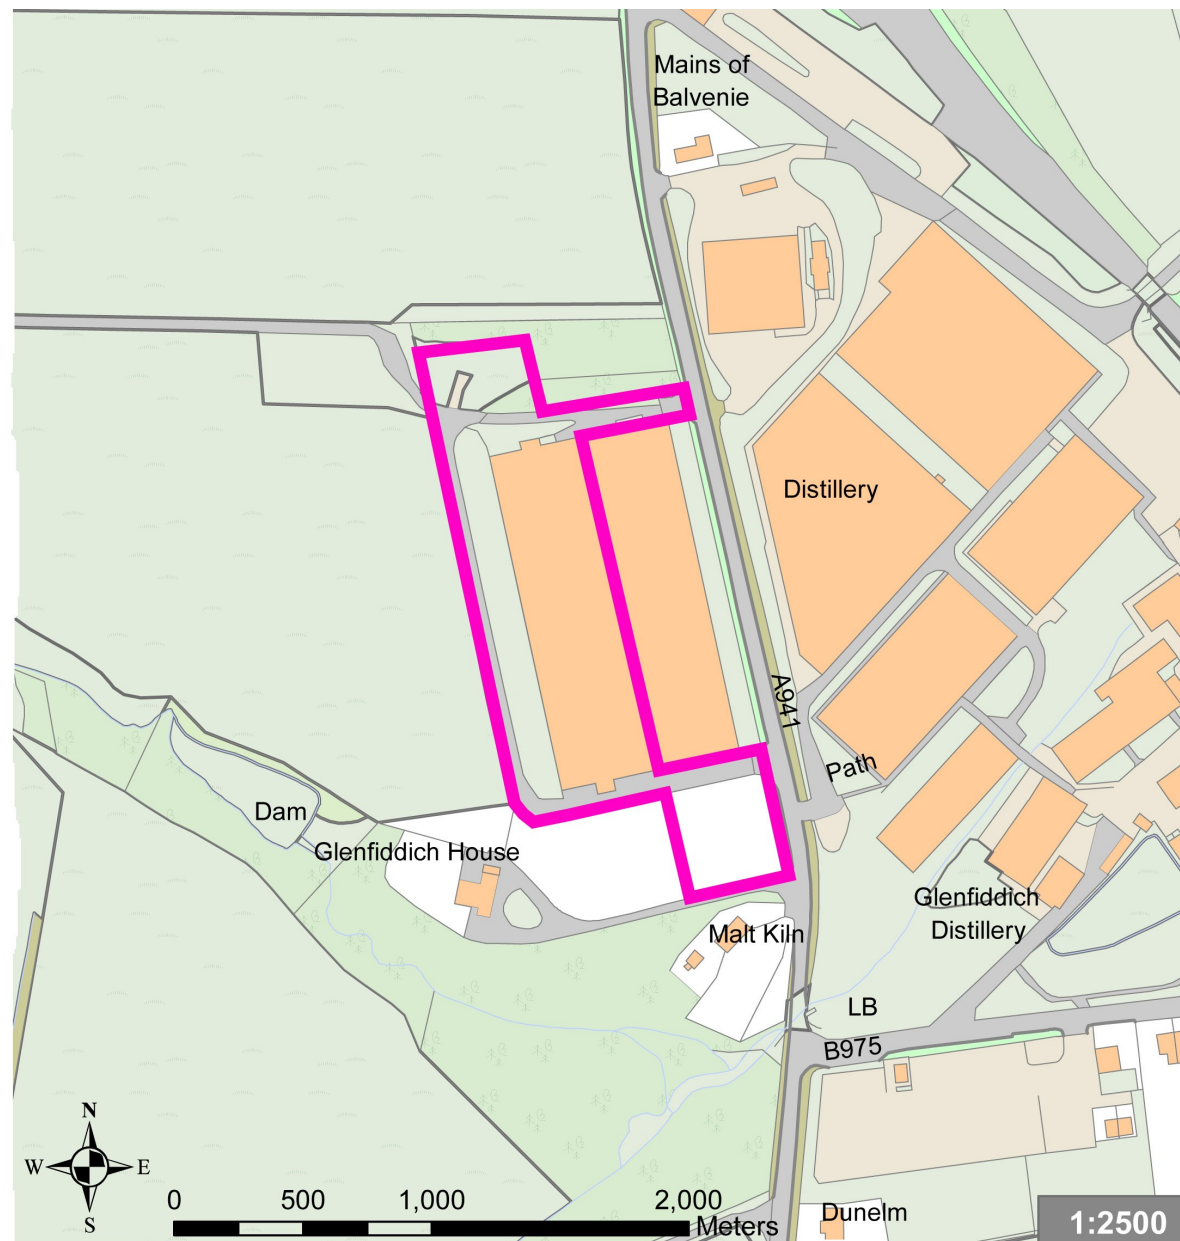 Mains of
Balvenie
Distillery
A941
Path
Dam
Glenfiddich House
Glenfiddich
Distillery
Malt Kiln
LB
B975
N
W E
S
0 500 1,000 2,000
Meters
Dunelm
1:2500